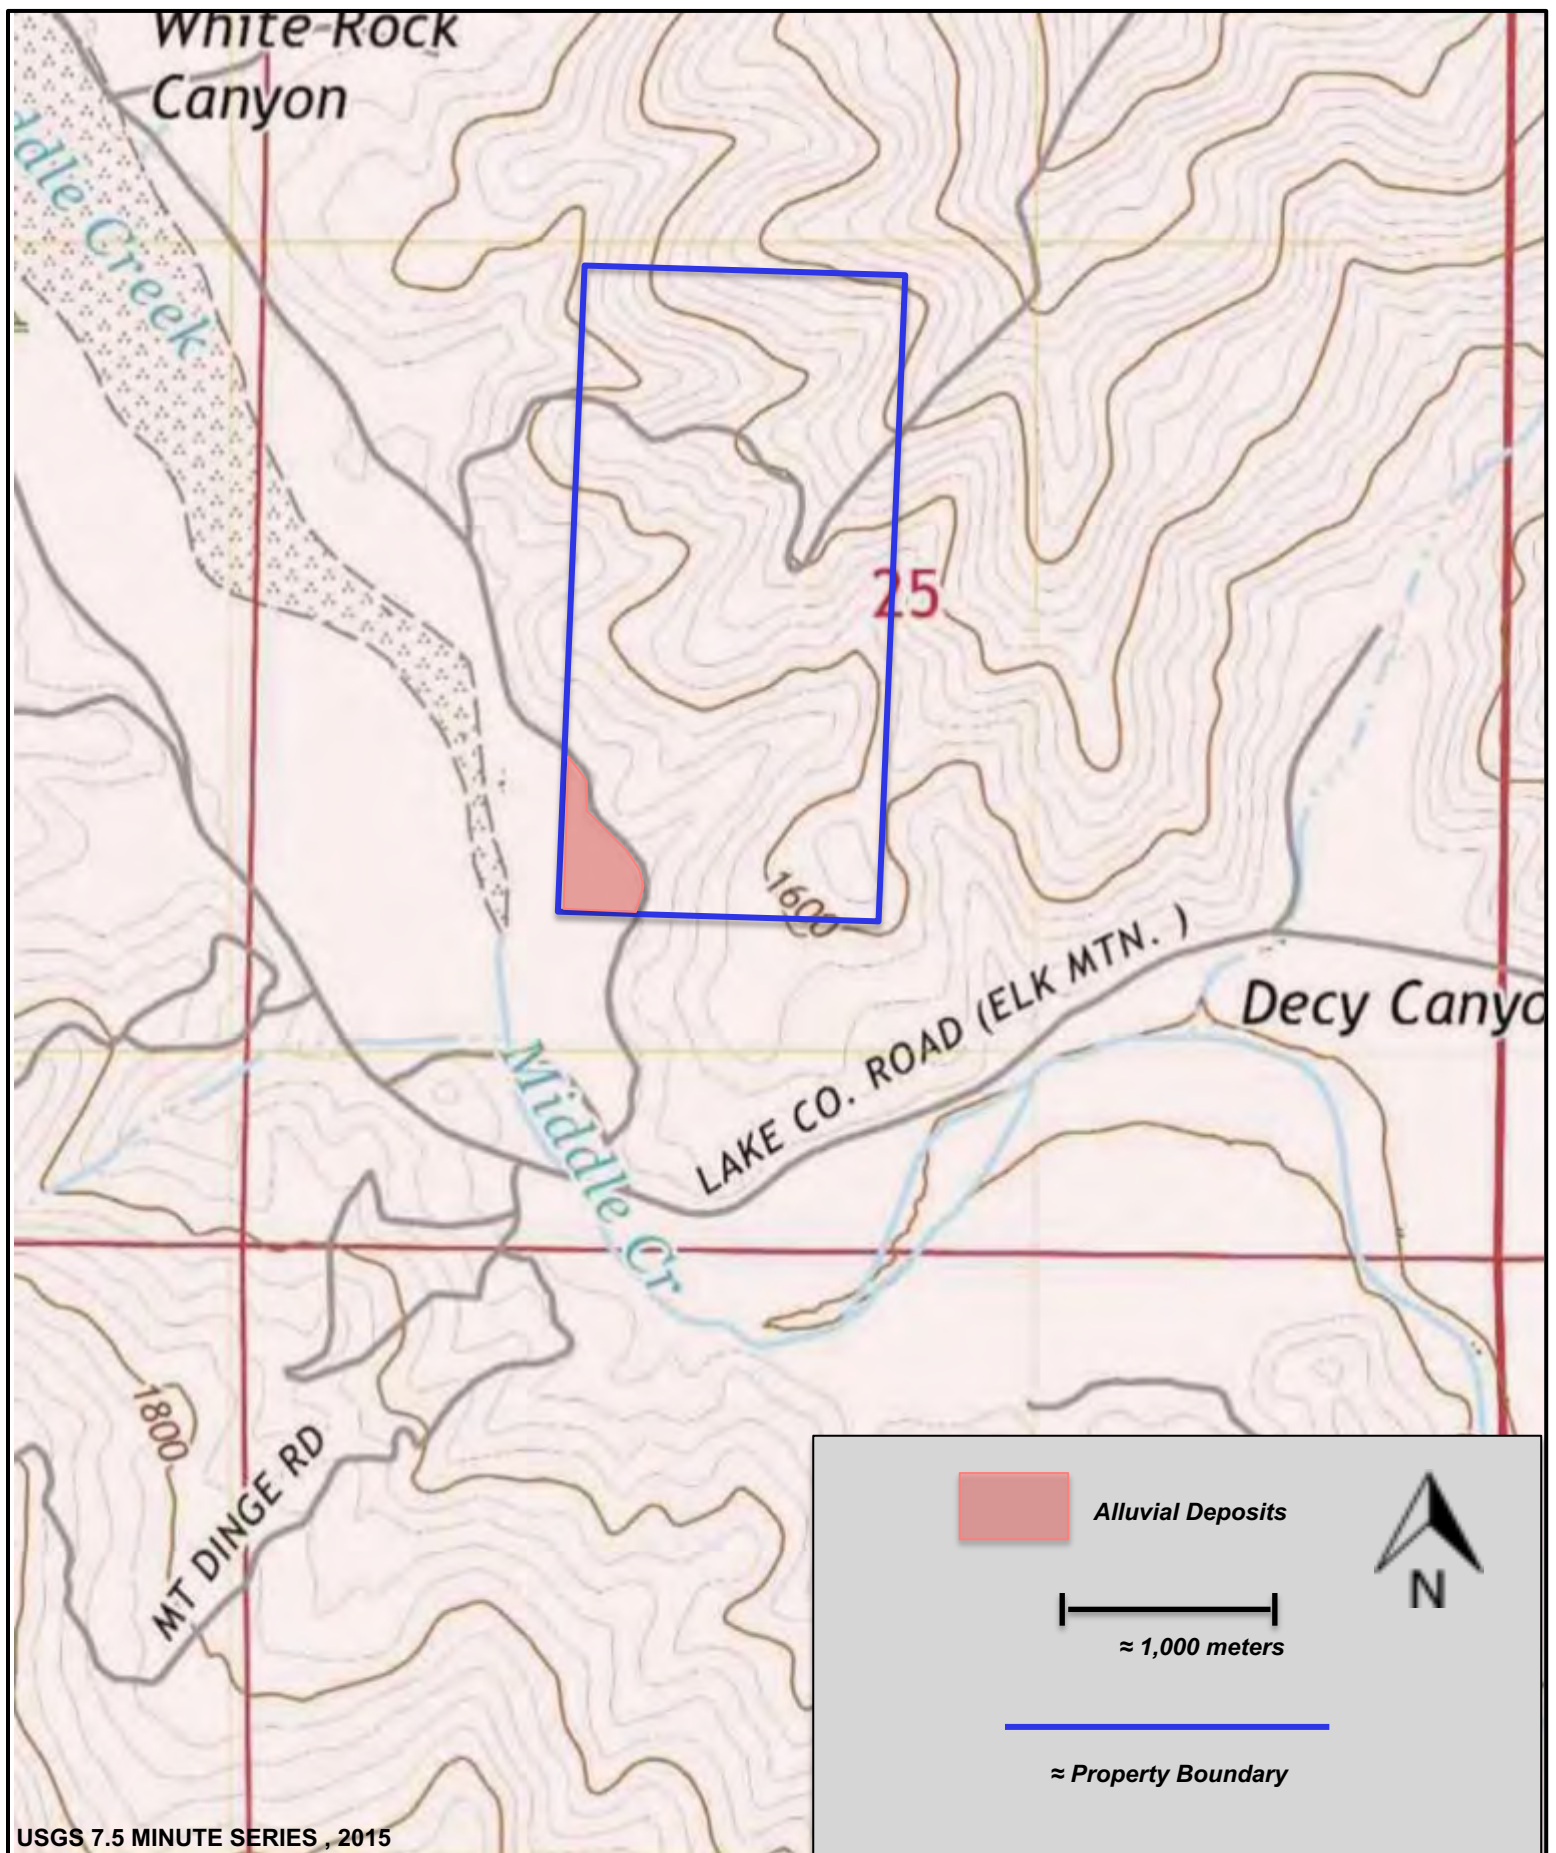 White Rock
Canyon
ddle Creek
25
1600
LAKE CO. ROAD (ELK MTN. )
Decy Canyo
Middle Cr
1800
MT DINGE RD
Alluvial Deposits
N
≈ 1,000 meters
≈ Property Boundary
USGS 7.5 MINUTE SERIES , 2015